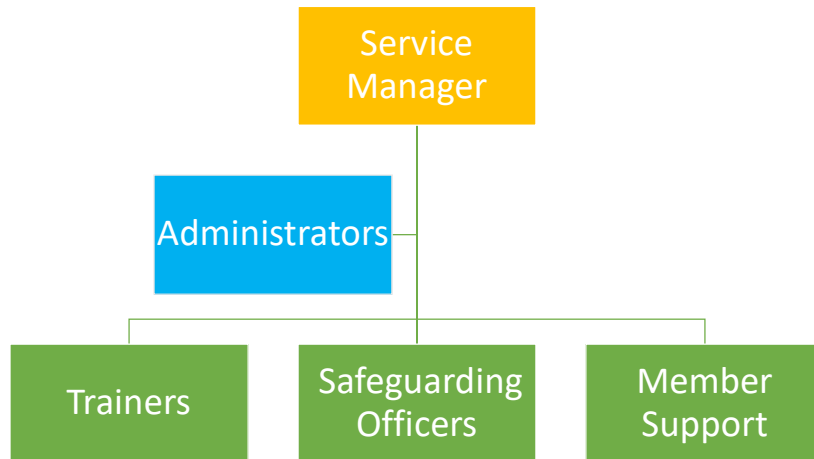 Service
Manager
Administrators
Trainers
Safeguarding
Officers
Member
Support